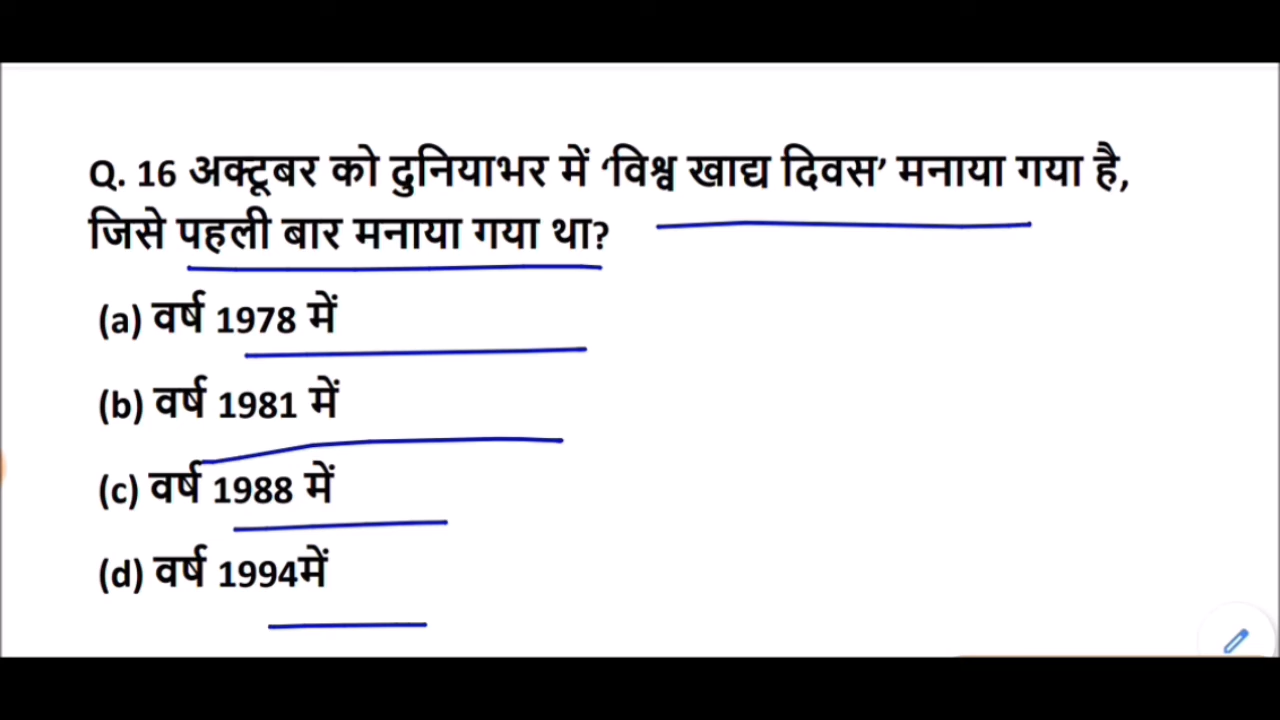 Q. 16 अक्टूबर को दुनियाभर में ‘विश्व खाद्य दिवस’ मनाया गया है,
जिसे पहली बार मनाया गया था?
(a) वर्ष 1978 में
(b) वर्ष 1981 में
(c) वर्ष 1988 में
(d) वर्ष 1994में